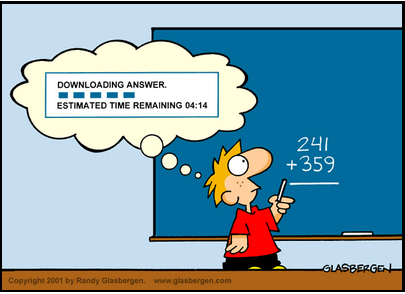 DOWNLOADING ANSWER.
ESTIMATED TIME REMAINING 04:14
241
+359
GLASBERGEN
Copyright 2001 by Randy Glasbergen. www.glasbergen.com